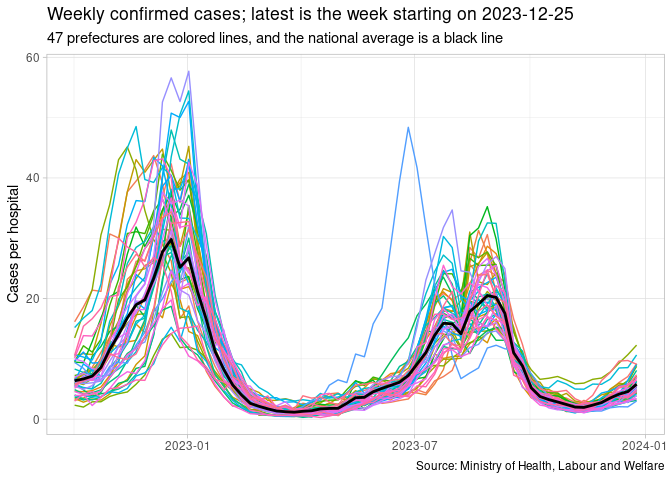 Weekly confirmed cases; latest is the week starting on 2023-12-25
47 prefectures are colored lines, and the national average is a black line
60
40
20
0
Cases per hospital
2023-01
2023-07
2024-01
Source: Ministry of Health, Labour and Welfare